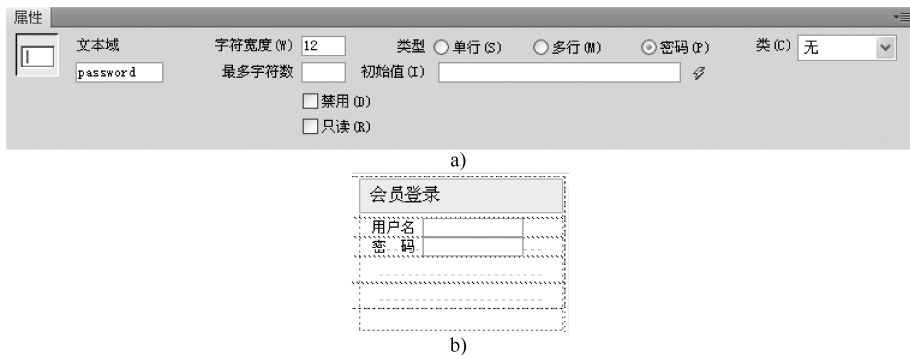 属性
文本域 字符宽度(W) 12 类型 单行(S) 多行(M) 密码(P) 类(C) 无
password 最多字符数 初始值(I)
禁用(D)
只读(R)
a)
会员登录
用户名
密 码
b)